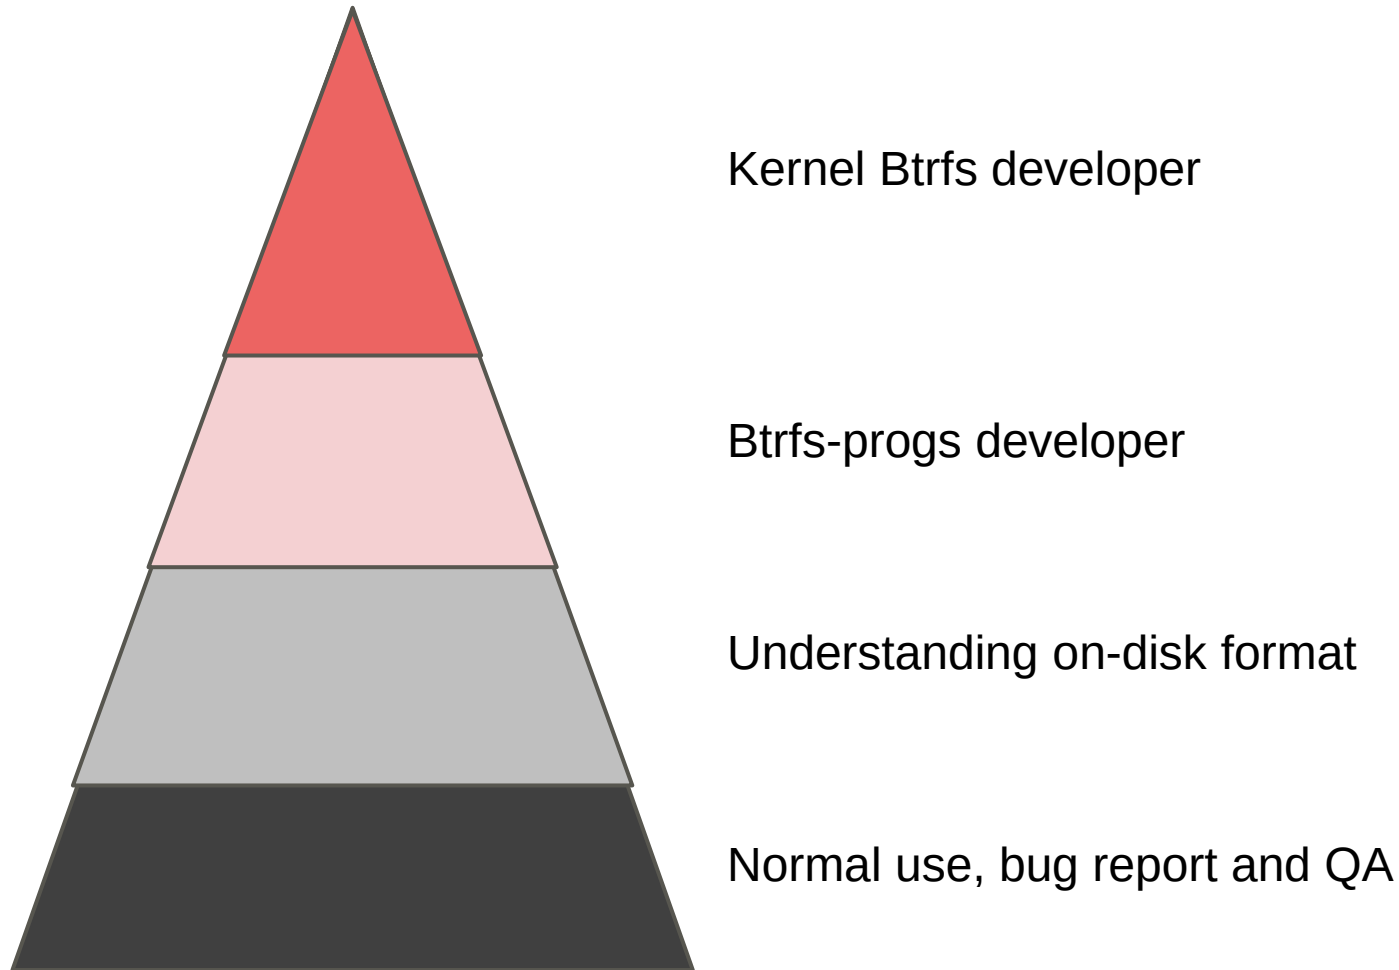 Kernel Btrfs developer
Btrfs-progs developer
Understanding on-disk format
Normal use, bug report and QA